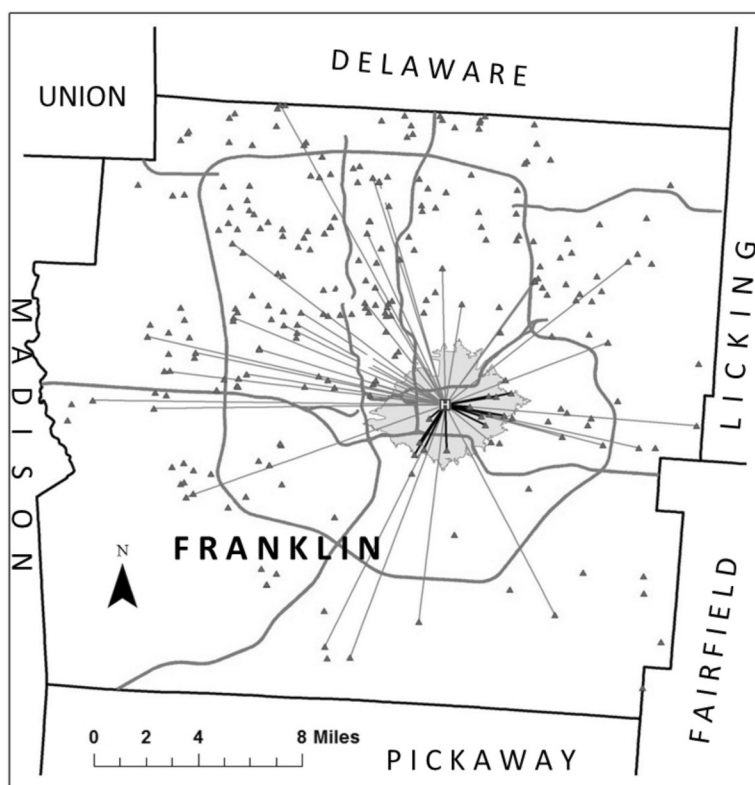 DELAWARE
UNION
LICKING
MADISON
H
FRANKLIN
N
FAIRFIELD
0 2 4 8 Miles
PICKAWAY